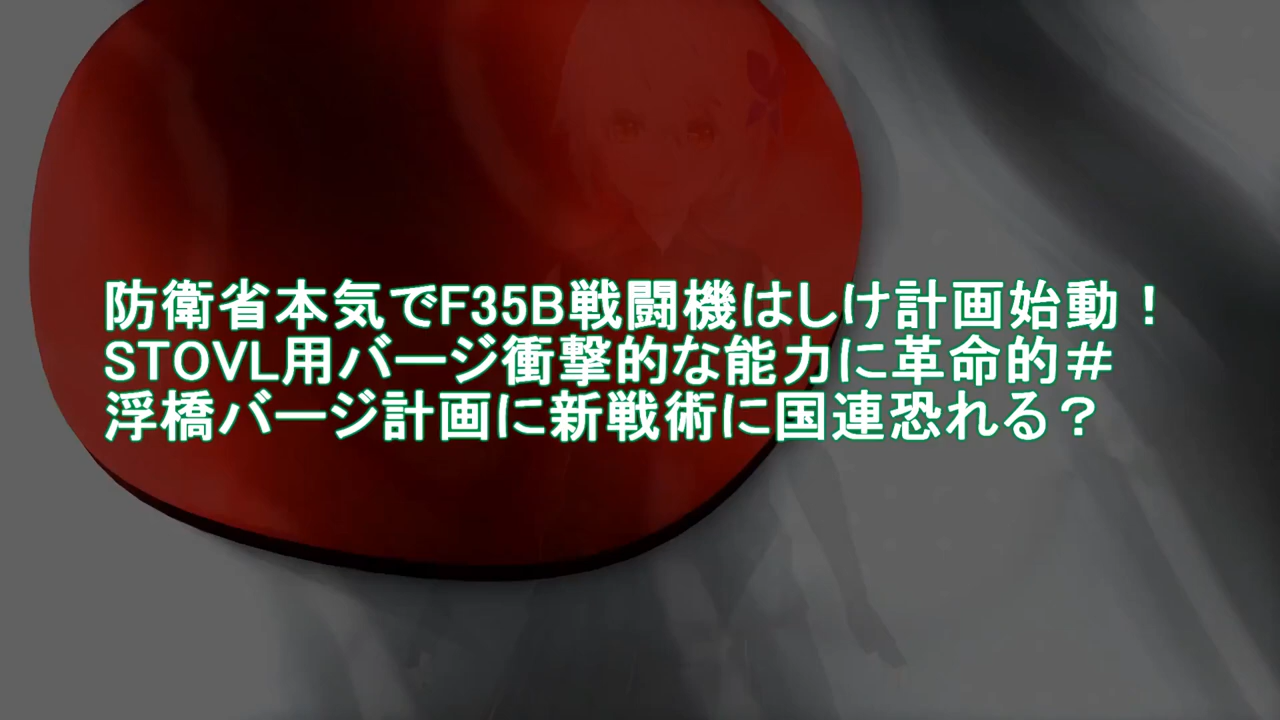 防衛省本気でF35B戦闘機はしけ計画始動！
STOVL用バージ衝撃的な能力に革命的＃
浮橋バージ計画に新戦術に国連恐れる？